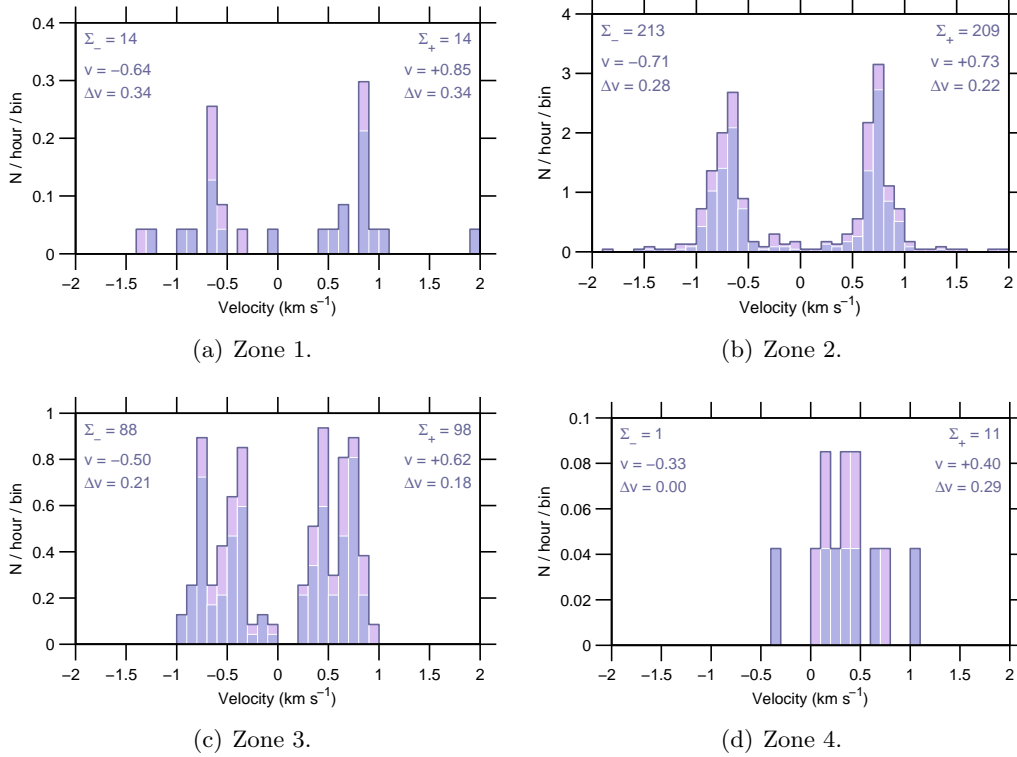 0.4
0.3
0.2
0.1
0
N / hour / bin
Σ− = 14
v = −0.64
Δv = 0.34
Σ+ = 14
v = +0.85
Δv = 0.34
−2 −1.5 −1 −0.5 0 0.5 1 1.5 2
Velocity (km s−1)
(a) Zone 1.
4
3
2
1
0
N / hour / bin
Σ− = 213
v = −0.71
Δv = 0.28
Σ+ = 209
v = +0.73
Δv = 0.22
−2 −1.5 −1 −0.5 0 0.5 1 1.5 2
Velocity (km s−1)
(b) Zone 2.
1
0.8
0.6
0.4
0.2
0
N / hour / bin
Σ− = 88
v = −0.50
Δv = 0.21
Σ+ = 98
v = +0.62
Δv = 0.18
−2 −1.5 −1 −0.5 0 0.5 1 1.5 2
Velocity (km s−1)
(c) Zone 3.
0.1
0.08
0.06
0.04
0.02
0
N / hour / bin
Σ− = 1
v = −0.33
Δv = 0.00
Σ+ = 11
v = +0.40
Δv = 0.29
−2 −1.5 −1 −0.5 0 0.5 1 1.5 2
Velocity (km s−1)
(d) Zone 4.